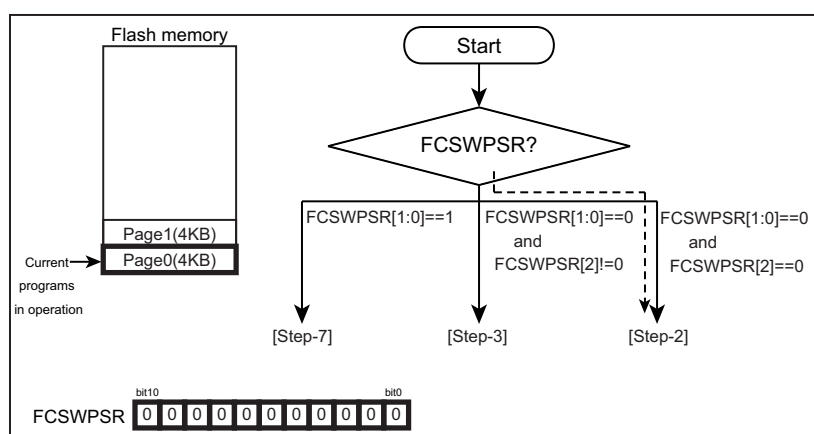 Flash memory
Page1(4KB)
Page0(4KB)
Current
programs
in operation
Start
FCSWPSR?
FCSWPSR[1:0]==1
FCSWPSR[1:0]==0
and
FCSWPSR[2]!=0
FCSWPSR[1:0]==0
and
FCSWPSR[2]==0
[Step-7]
[Step-3]
[Step-2]
bit10 bit0
FCSWPSR 0 0 0 0 0 0 0 0 0 0 0